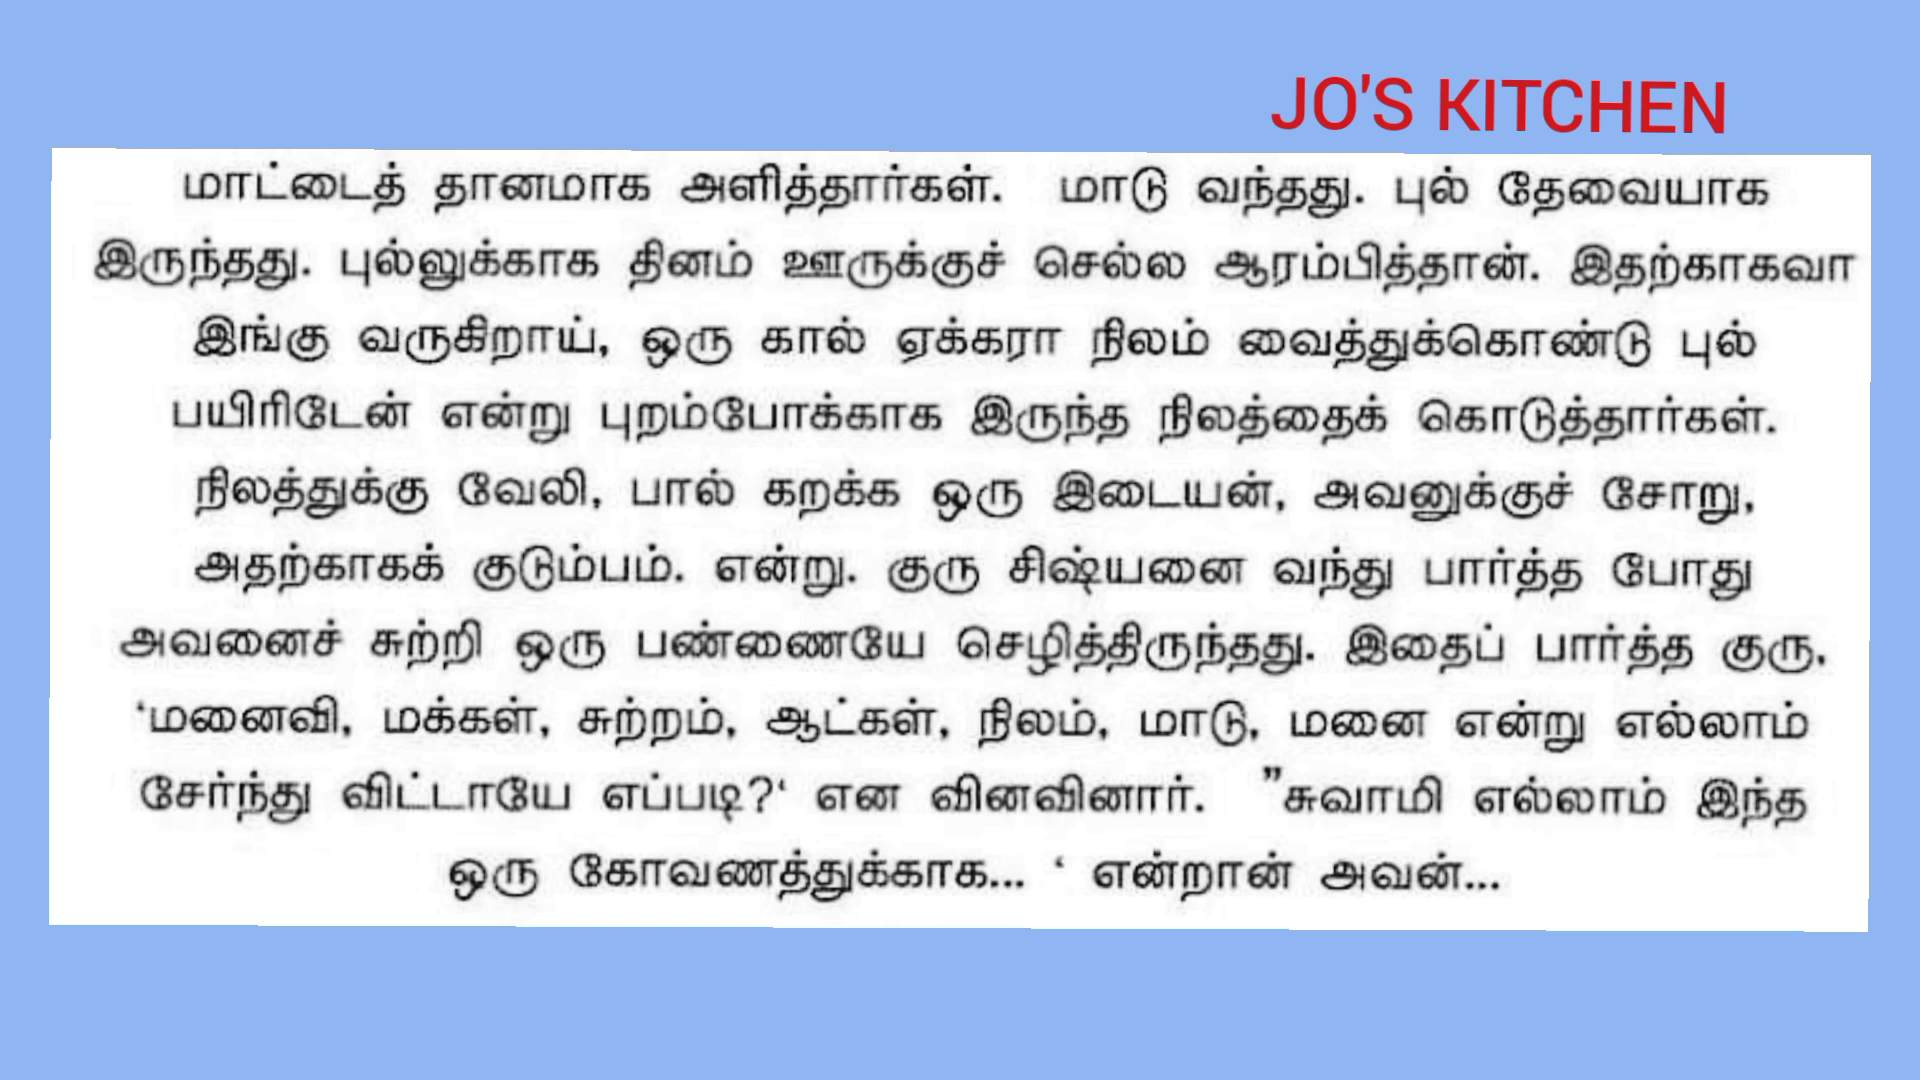 JO'S KITCHEN
மாட்டைத் தானமாக அளித்தார்கள். மாடு வந்தது. புல் தேவையாக
இருந்தது. புல்லுக்காக தினம் ஊருக்குச் செல்ல ஆரம்பித்தான். இதற்காகவா
இங்கு வருகிறாய், ஒரு கால் ஏக்கரா நிலம் வைத்துக்கொண்டு புல்
பயிரிடேன் என்று புறம்போக்காக இருந்த நிலத்தைக் கொடுத்தார்கள்.
நிலத்துக்கு வேலி, பால் கறக்க ஒரு இடையன், அவனுக்குச் சோறு,
அதற்காகக் குடும்பம். என்று. குரு சிஷ்யனை வந்து பார்த்த போது
அவனைச் சுற்றி ஒரு பண்ணையே செழித்திருந்தது. இதைப் பார்த்த குரு,
‘மனைவி, மக்கள், சுற்றம், ஆட்கள், நிலம், மாடு, மனை என்று எல்லாம்
சேர்ந்து விட்டாயே எப்படி?‘ என வினவினார். ”சுவாமி எல்லாம் இந்த
ஒரு கோவணத்துக்காக... ‘ என்றான் அவன்...